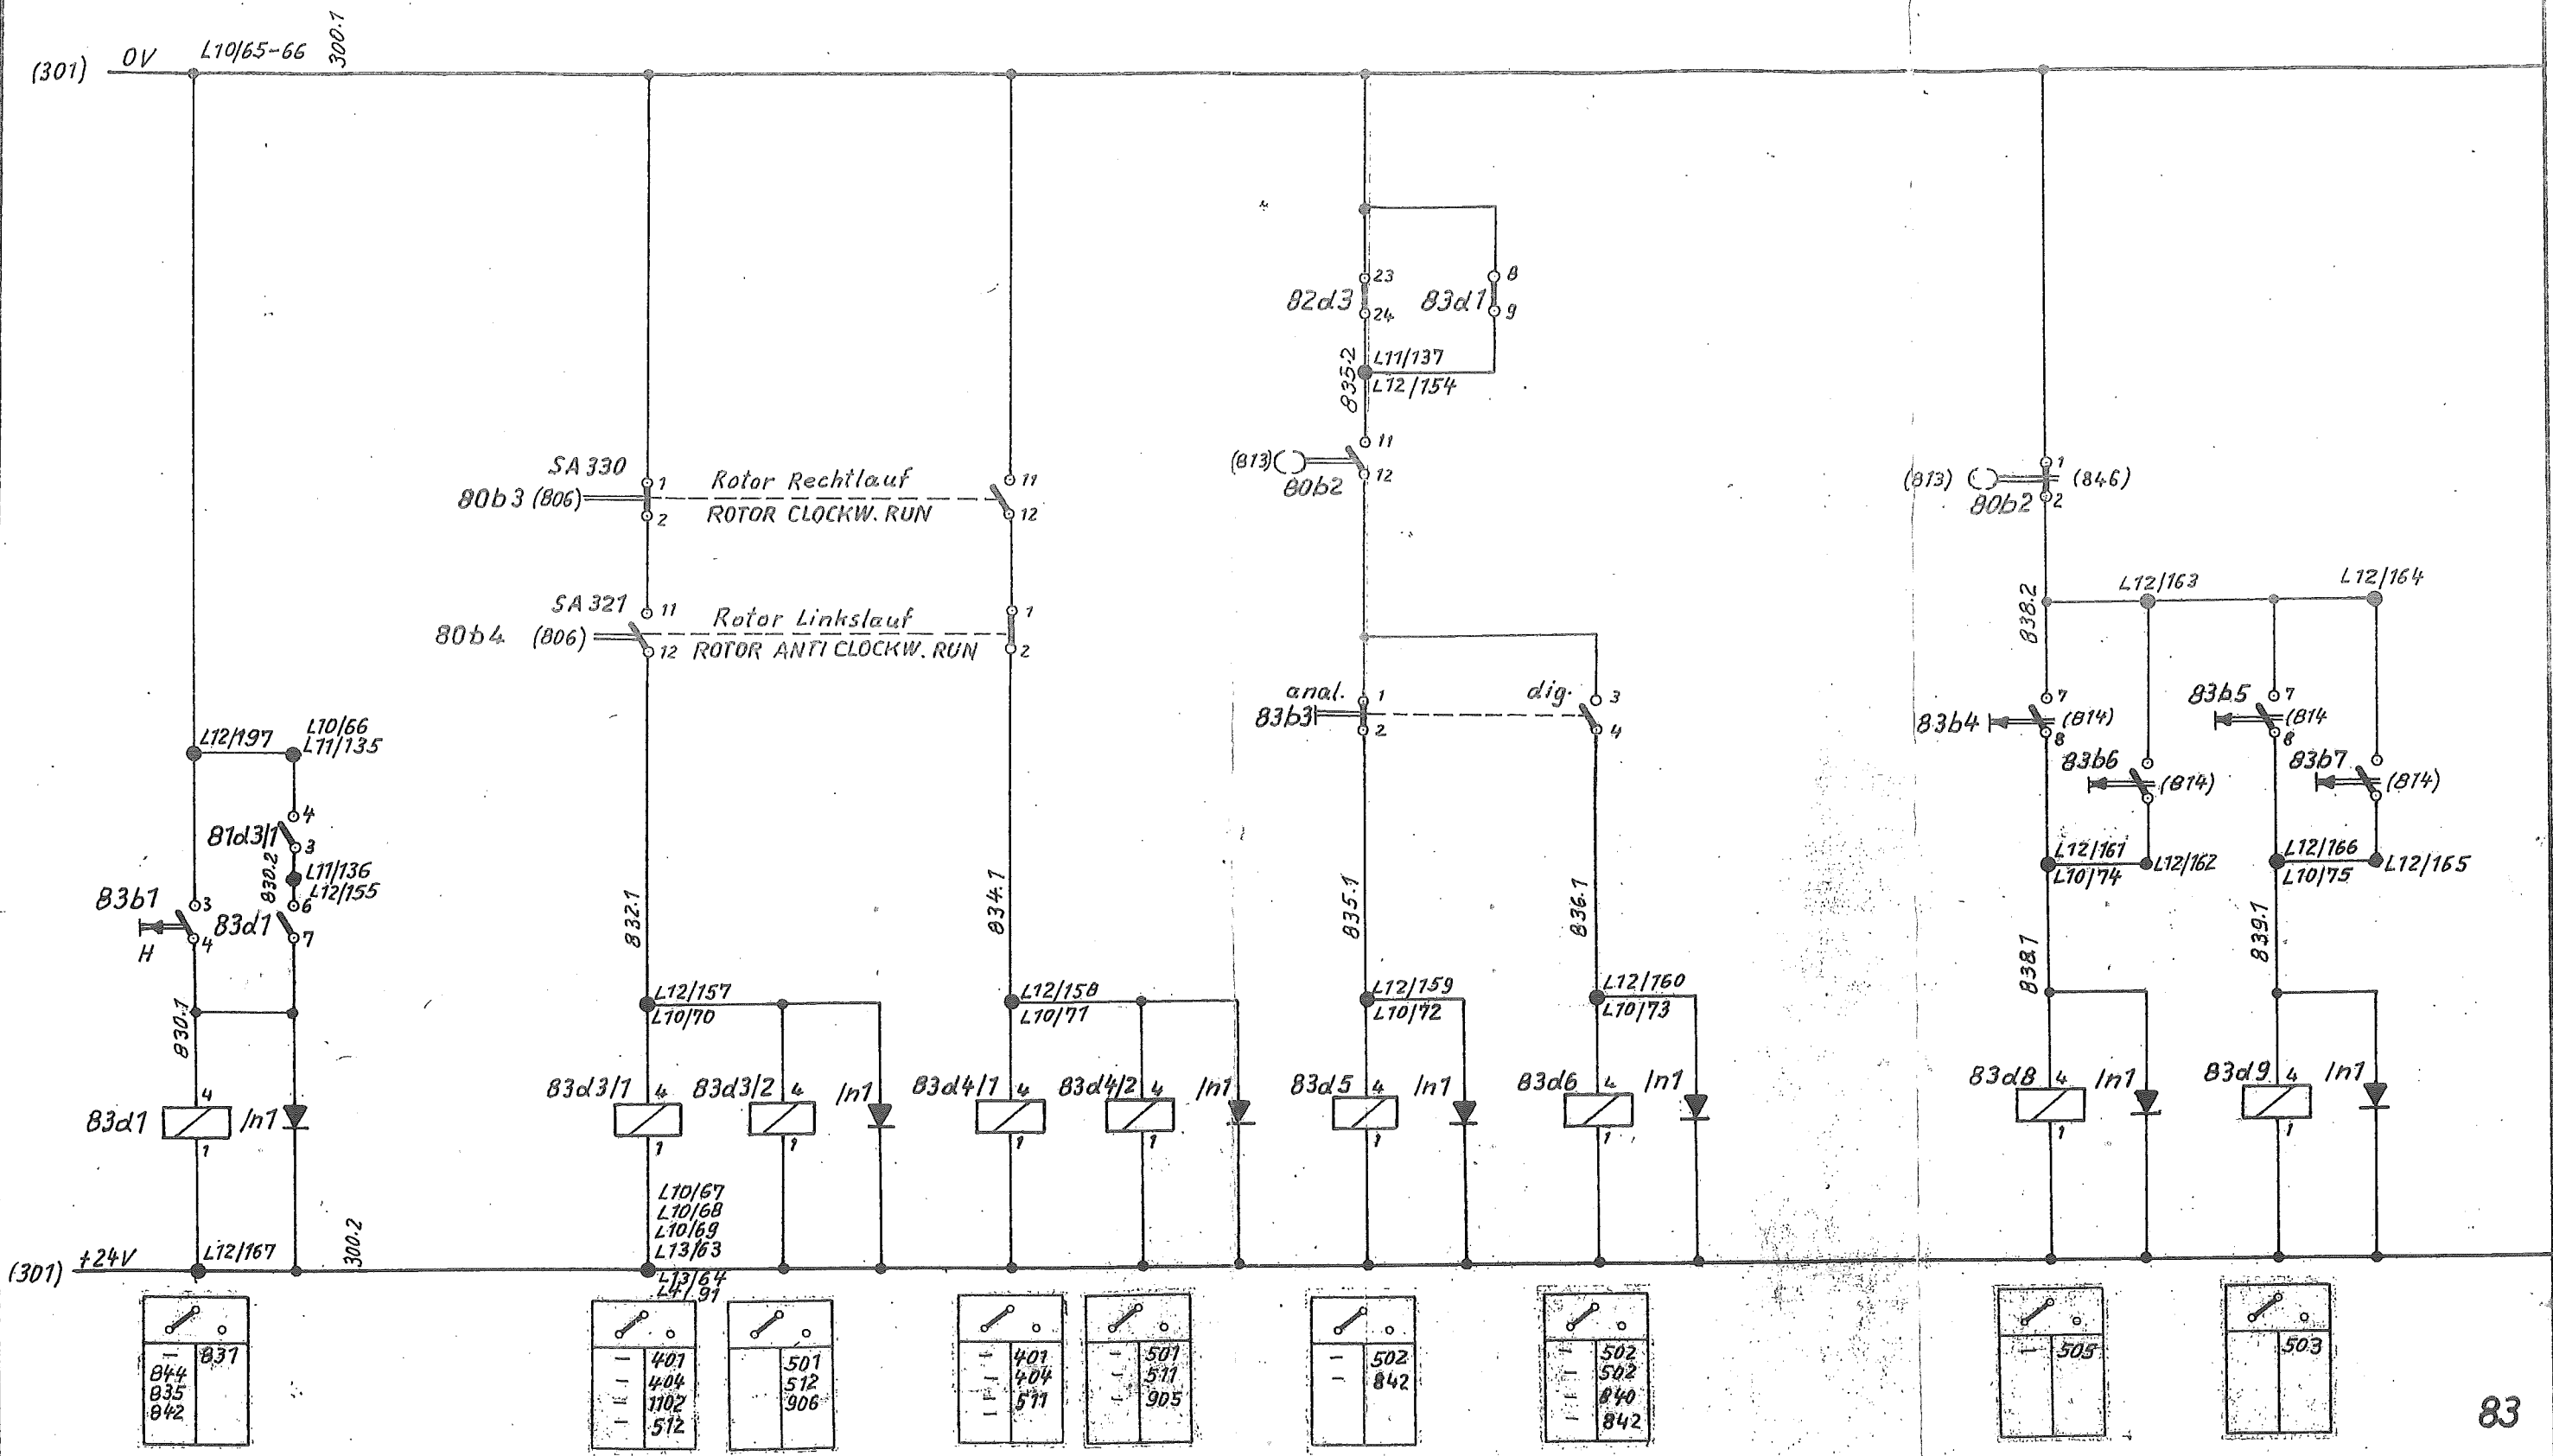 (301) 0V L10/65-66 300.1
23 8
82d3 83d1
24 9
835.2 L11/137
L12/154
SA330 1 Rotor Rechtlauf 11
80b3 (806) 2 ROTOR CLOCKW. RUN 12
(813) 11
12
80b2
(813) 1 (846)
80b2 2
SA321 11 Rotor Linkslauf 1
80b4 (806) 12 ROTOR ANTI CLOCKW. RUN 2
838.2 L12/163 L12/164
anal. 1 dig. 3
83b3 2 4
83b4 7 (814) 8
83b5 7 (814 8
83b6 (814)
83b7 (814)
L12/197 L10/66
L11/135
81d3/1 4
3
830.2 L11/136
L12/155
83b1 3 83d1 6
H 4 7
L12/161 L12/162
L10/74
L12/166 L12/165
L10/75
830.1 832.1 834.1 835.1 836.1 838.1 839.1
L12/157
L10/70
L12/158
L10/71
L12/159
L10/72
L12/160
L10/73
83d1 4 /n1
1
83d3/1 4 83d3/2 4 /n1
1 1
83d4/1 4 83d4/2 4 /n1
1 1
83d5 4 /n1
1
83d6 4 /n1
1
83d8 4 /n1
1
83d9 4 /n1
1
L10/67
L10/68
L10/69
L13/63
(301) +24V L12/167 300.2
L13/64
L4/91
– 831
844
835
842
– 401
– 404
– 1102
– 512
501
512
906
– 401
– 404
– 511
–
– 501
– 511
– 905
– 502
– 842
– 502
– 502
– 840
– 842
– 505
503
83